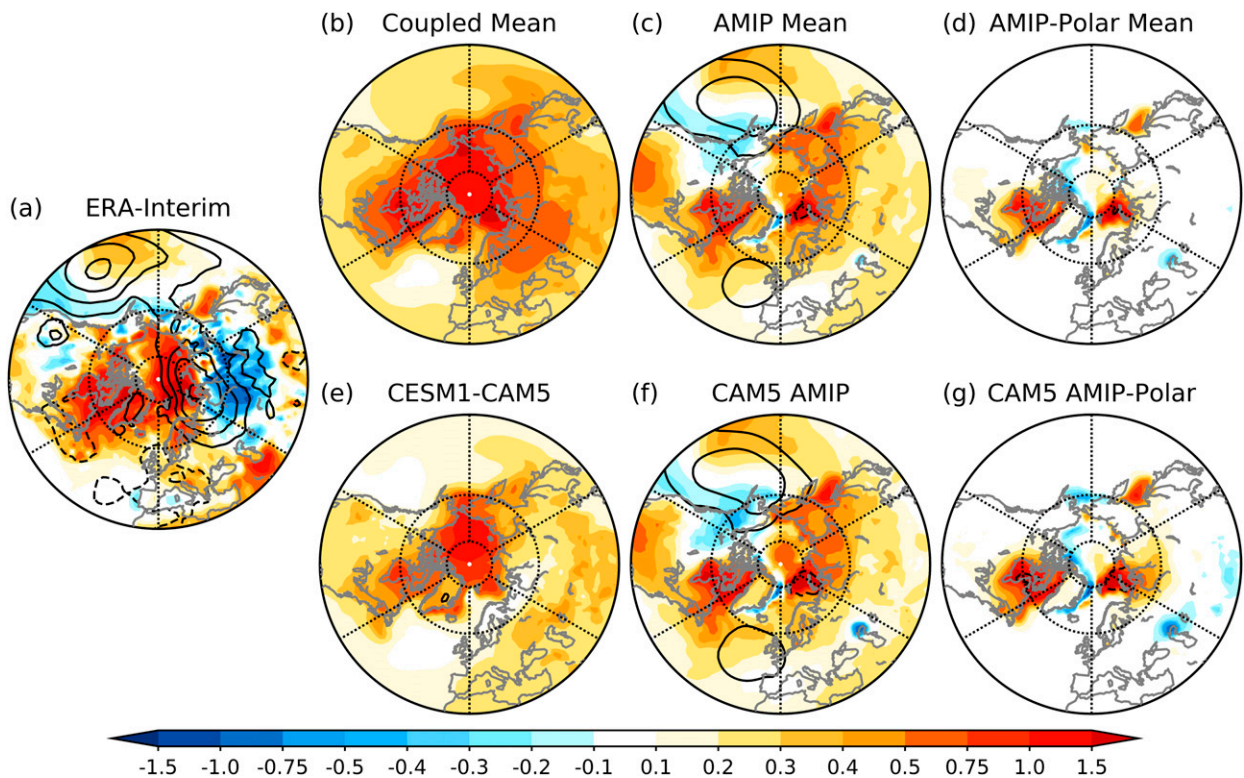 (b) Coupled Mean
(c) AMIP Mean
(d) AMIP-Polar Mean
(a) ERA-Interim
(e) CESM1-CAM5
(f) CAM5 AMIP
(g) CAM5 AMIP-Polar
-1.5 -1.0 -0.75 -0.5 -0.4 -0.3 -0.2 -0.1 0.1 0.2 0.3 0.4 0.5 0.75 1.0 1.5